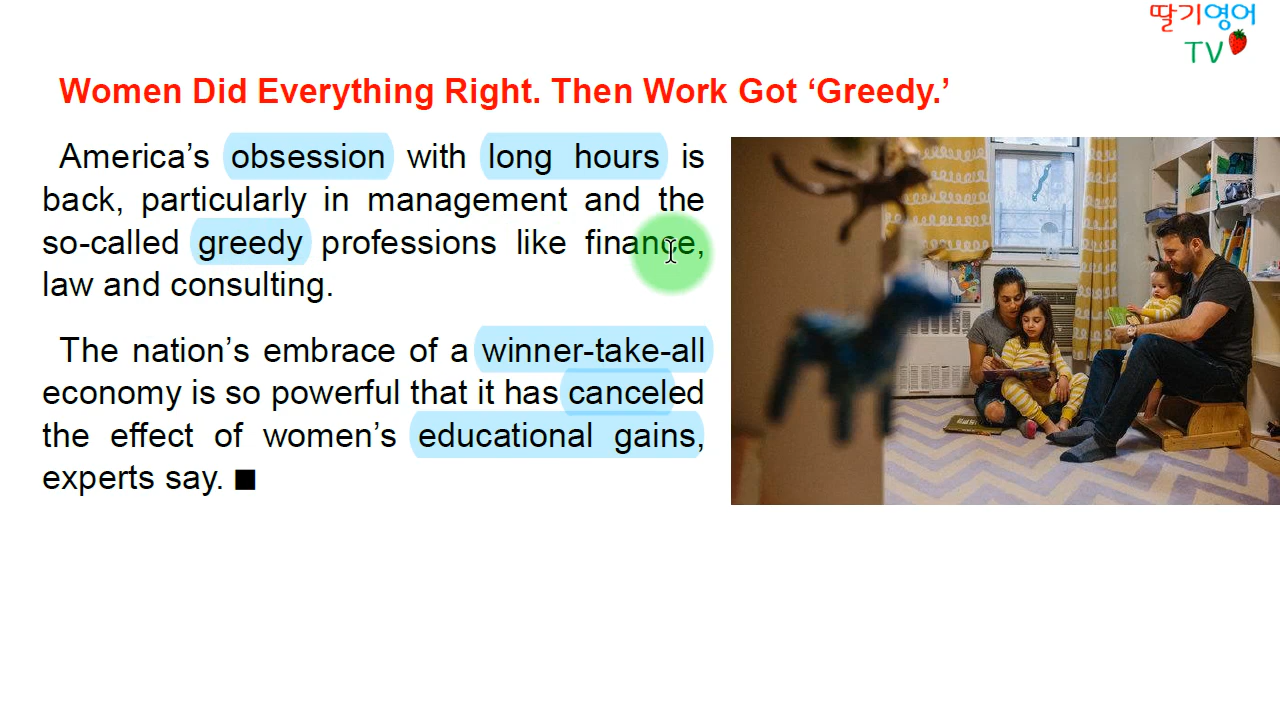 딸기영어
TV
Women Did Everything Right. Then Work Got ‘Greedy.’
America’s obsession with long hours is
back, particularly in management and the
so-called greedy professions like finance,
law and consulting.
The nation’s embrace of a winner-take-all
economy is so powerful that it has canceled
the effect of women’s educational gains,
experts say. ■